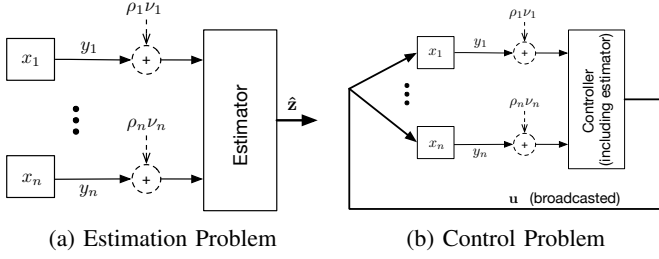 ρ₁ν₁
x₁
y₁
+
ρₙνₙ
xₙ
yₙ
+
Estimator
ẑ
(a) Estimation Problem
ρ₁ν₁
x₁
y₁
+
ρₙνₙ
xₙ
yₙ
+
Controller
(including estimator)
u (broadcasted)
(b) Control Problem